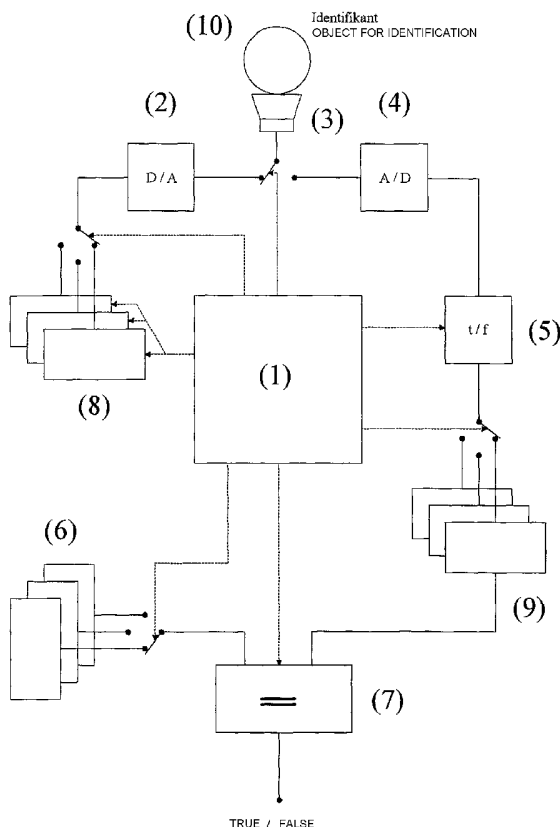 (10)
Identifikant
OBJECT FOR IDENTIFICATION
(2)
(3)
(4)
D / A
A / D
(1)
t / f
(5)
(8)
(6)
(9)
=
(7)
TRUE / FALSE